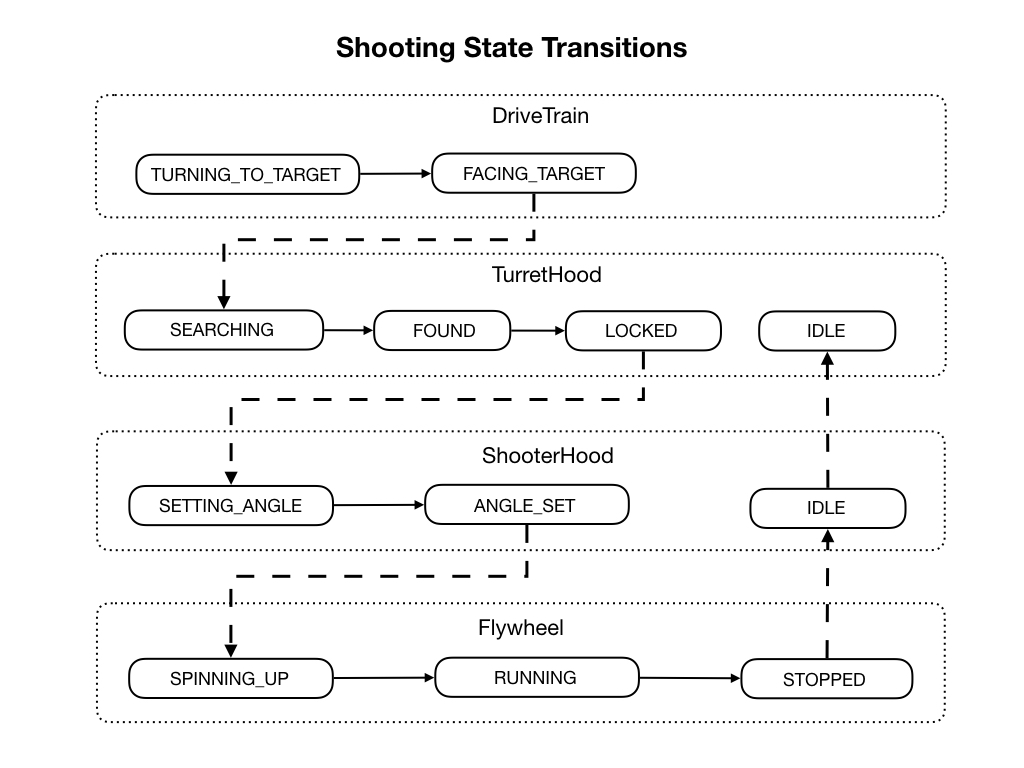 Shooting State Transitions
DriveTrain
TURNING_TO_TARGET
FACING_TARGET
TurretHood
SEARCHING
FOUND
LOCKED
IDLE
ShooterHood
SETTING_ANGLE
ANGLE_SET
IDLE
Flywheel
SPINNING_UP
RUNNING
STOPPED